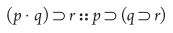 (p · q) ⊃ r :: p ⊃ (q ⊃ r)